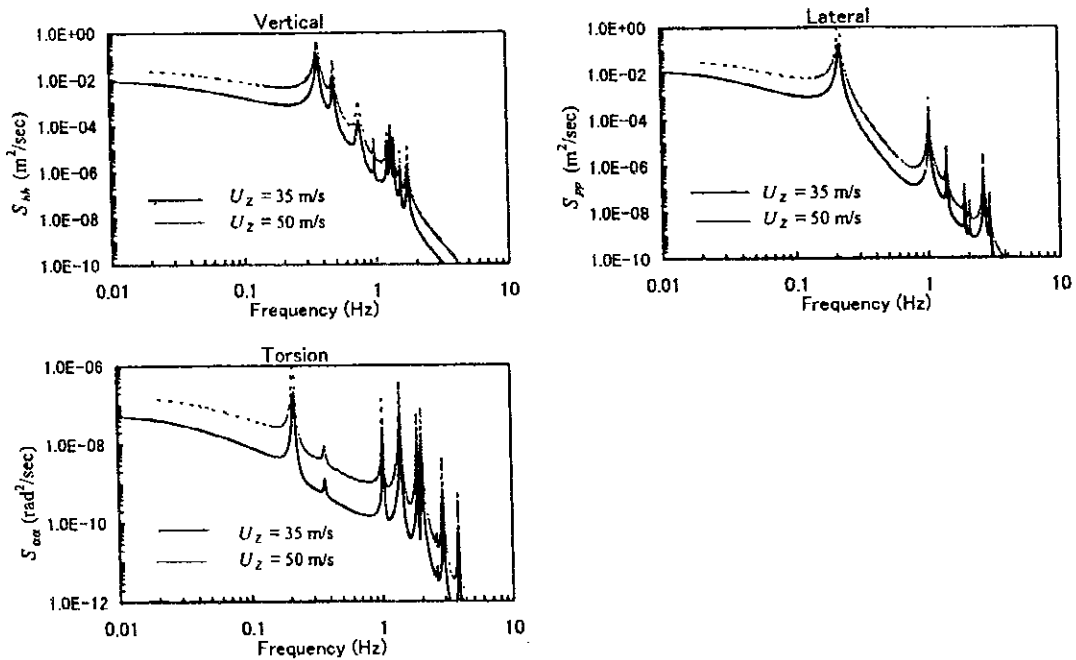 Vertical
1.0E+00
1.0E-02
1.0E-04
1.0E-06
1.0E-08
1.0E-10
S_hh (m²/sec)
U_Z = 35 m/s
U_Z = 50 m/s
0.01 0.1 1 10
Frequency (Hz)
Lateral
1.0E+00
1.0E-02
1.0E-04
1.0E-06
1.0E-08
1.0E-10
S_pp (m²/sec)
U_Z = 35 m/s
U_Z = 50 m/s
0.01 0.1 1 10
Frequency (Hz)
Torsion
1.0E-06
1.0E-08
1.0E-10
1.0E-12
S_αα (rad²/sec)
U_Z = 35 m/s
U_Z = 50 m/s
0.01 0.1 1 10
Frequency (Hz)